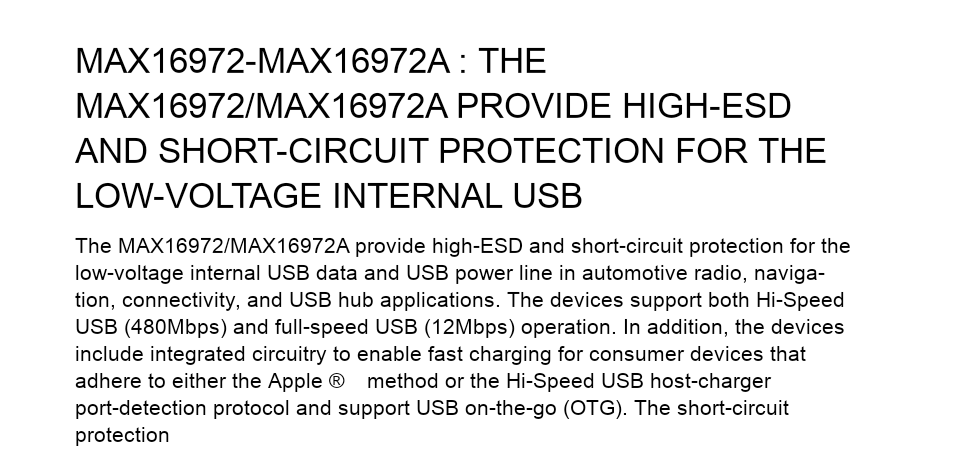 MAX16972-MAX16972A : THE
MAX16972/MAX16972A PROVIDE HIGH-ESD
AND SHORT-CIRCUIT PROTECTION FOR THE
LOW-VOLTAGE INTERNAL USB
The MAX16972/MAX16972A provide high-ESD and short-circuit protection for the
low-voltage internal USB data and USB power line in automotive radio, naviga-
tion, connectivity, and USB hub applications. The devices support both Hi-Speed
USB (480Mbps) and full-speed USB (12Mbps) operation. In addition, the devices
include integrated circuitry to enable fast charging for consumer devices that
adhere to either the Apple ® method or the Hi-Speed USB host-charger
port-detection protocol and support USB on-the-go (OTG). The short-circuit
protection